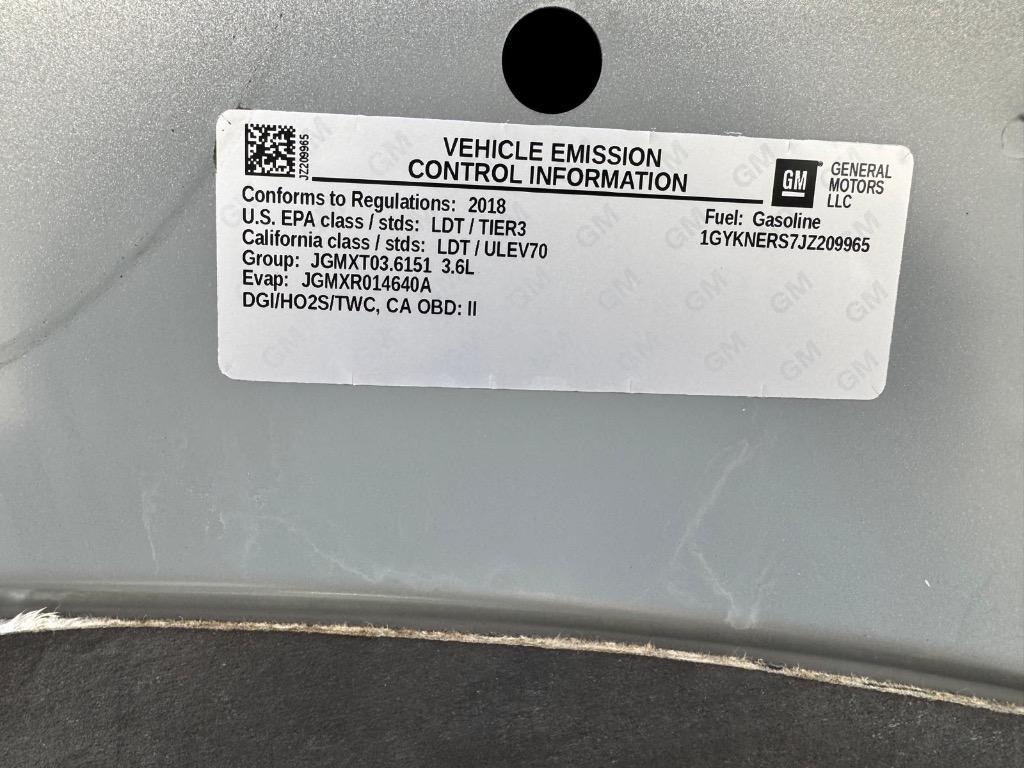 JZ209965
VEHICLE EMISSION
CONTROL INFORMATION
GM
GENERAL
MOTORS
LLC
Conforms to Regulations: 2018
U.S. EPA class / stds: LDT / TIER3
California class / stds: LDT / ULEV70
Group: JGMXT03.6151 3.6L
Evap: JGMXR014640A
DGI/HO2S/TWC, CA OBD: II
Fuel: Gasoline
1GYKNERS7JZ209965